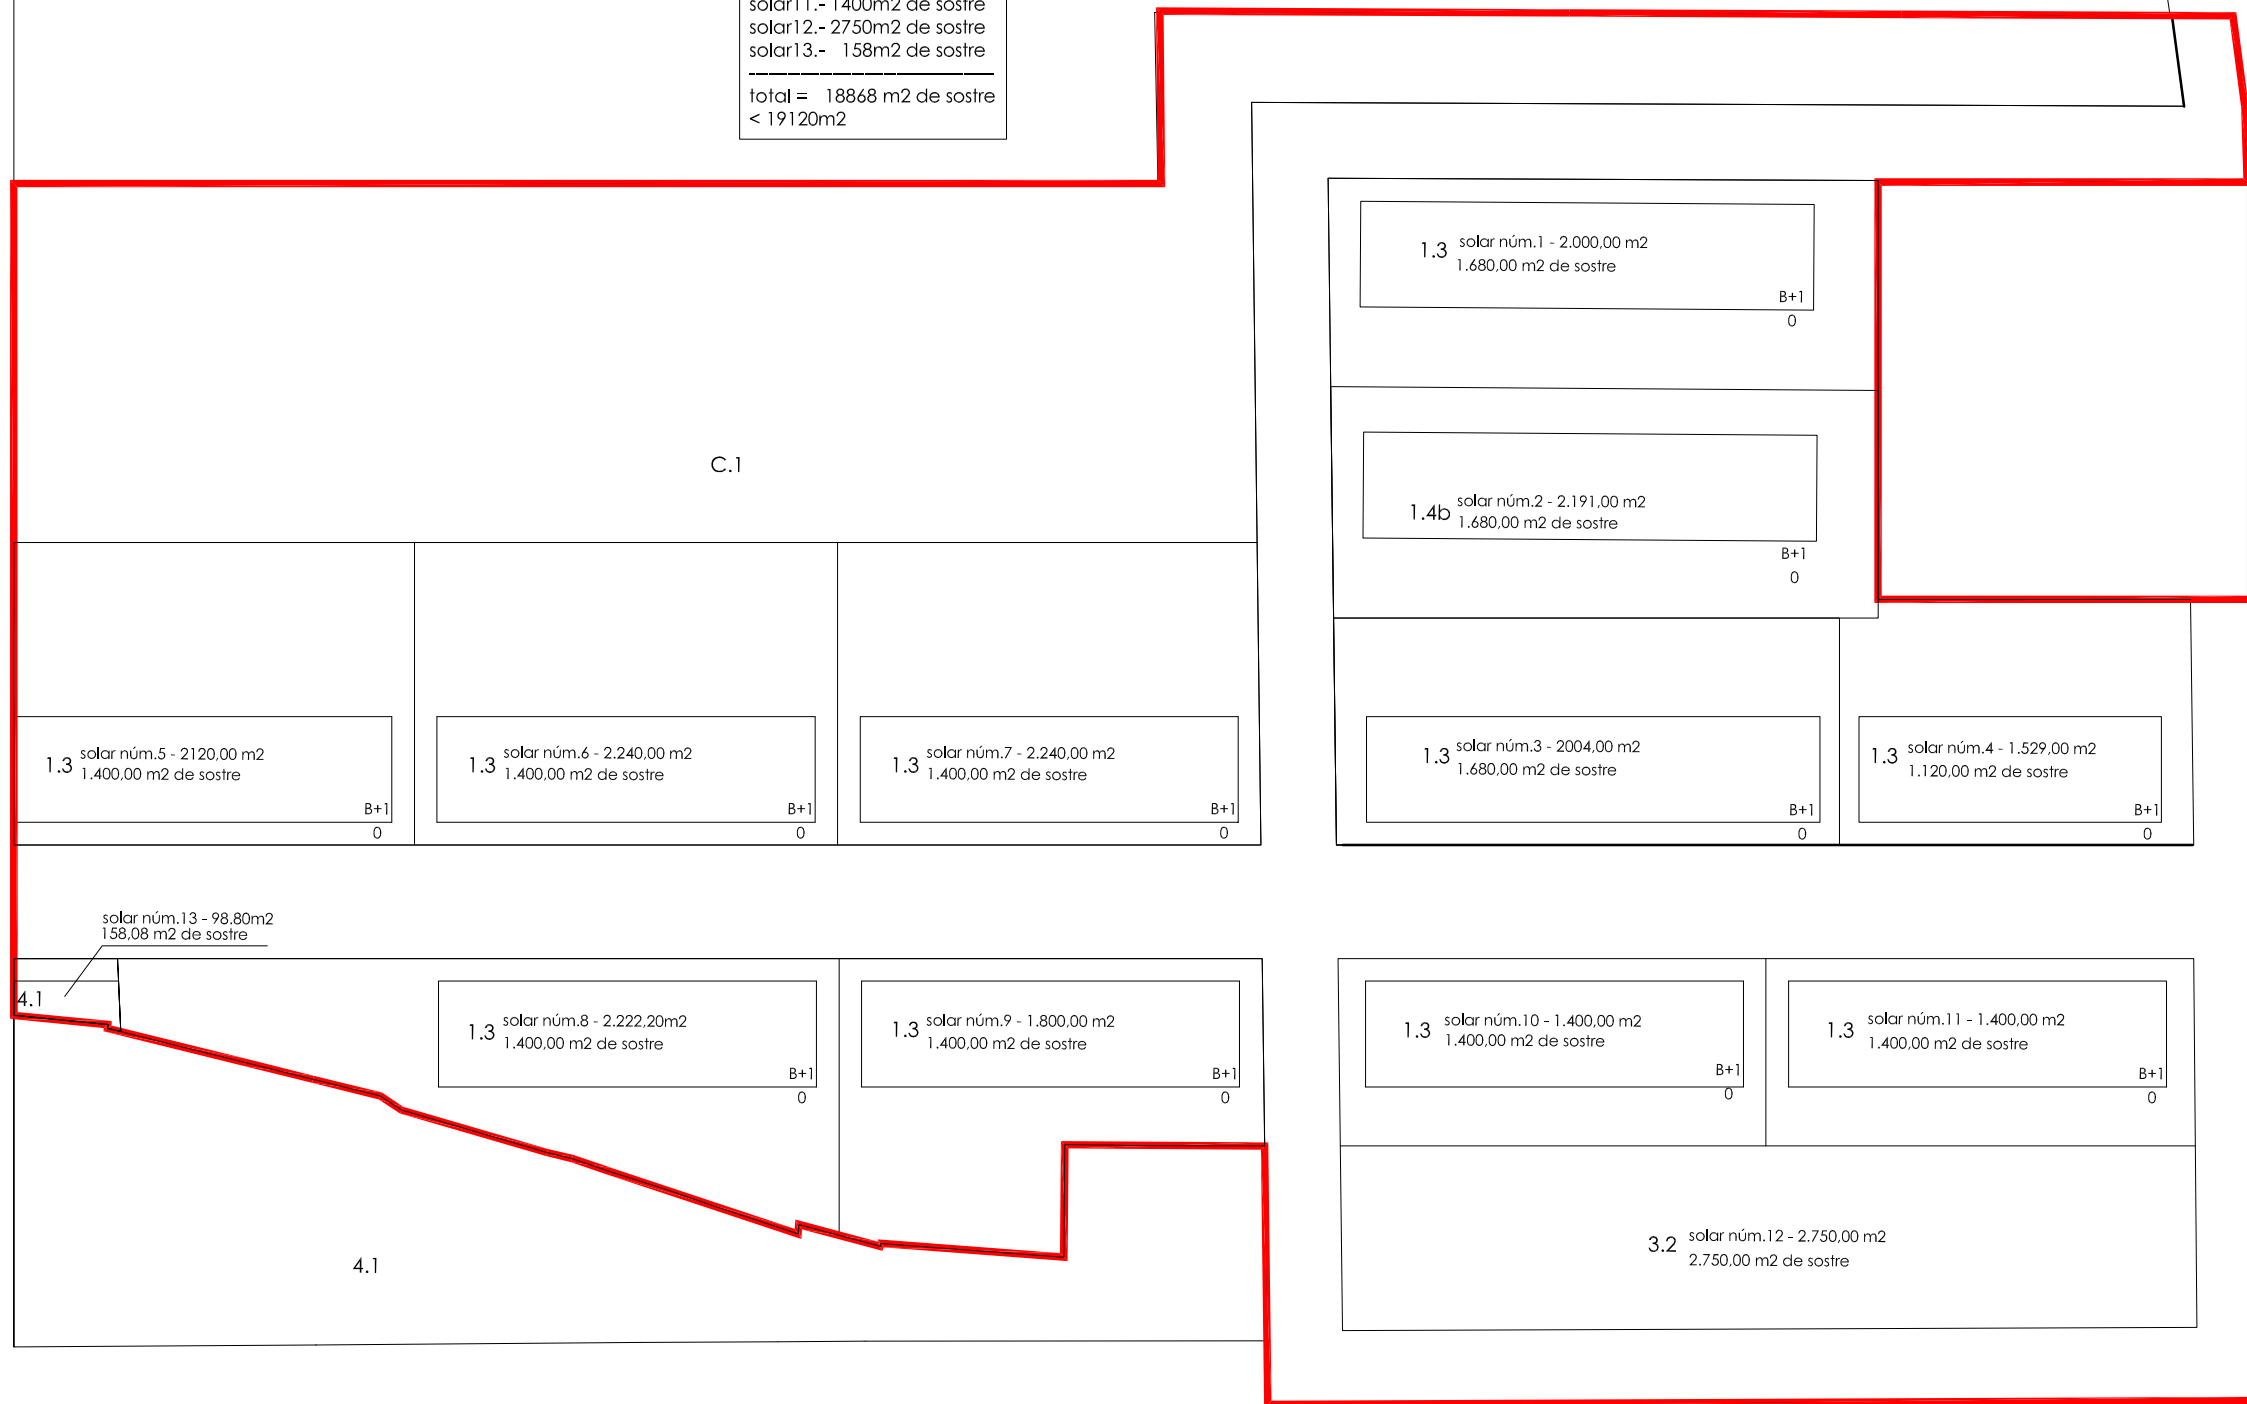 solar11.- 1400m2 de sostre
solar12.- 2750m2 de sostre
solar13.- 158m2 de sostre
total = 18868 m2 de sostre
< 19120m2
1.3 solar núm.1 - 2.000,00 m2
1.680,00 m2 de sostre
B+1
0
C.1
1.4b solar núm.2 - 2.191,00 m2
1.680,00 m2 de sostre
B+1
0
1.3 solar núm.5 - 2120,00 m2
1.400,00 m2 de sostre
B+1
0
1.3 solar núm.6 - 2.240,00 m2
1.400,00 m2 de sostre
B+1
0
1.3 solar núm.7 - 2.240,00 m2
1.400,00 m2 de sostre
B+1
0
1.3 solar núm.3 - 2004,00 m2
1.680,00 m2 de sostre
B+1
0
1.3 solar núm.4 - 1.529,00 m2
1.120,00 m2 de sostre
B+1
0
solar núm.13 - 98.80m2
158,08 m2 de sostre
4.1
1.3 solar núm.8 - 2.222,20m2
1.400,00 m2 de sostre
B+1
0
1.3 solar núm.9 - 1.800,00 m2
1.400,00 m2 de sostre
B+1
0
1.3 solar núm.10 - 1.400,00 m2
1.400,00 m2 de sostre
B+1
0
1.3 solar núm.11 - 1.400,00 m2
1.400,00 m2 de sostre
B+1
0
4.1
3.2 solar núm.12 - 2.750,00 m2
2.750,00 m2 de sostre